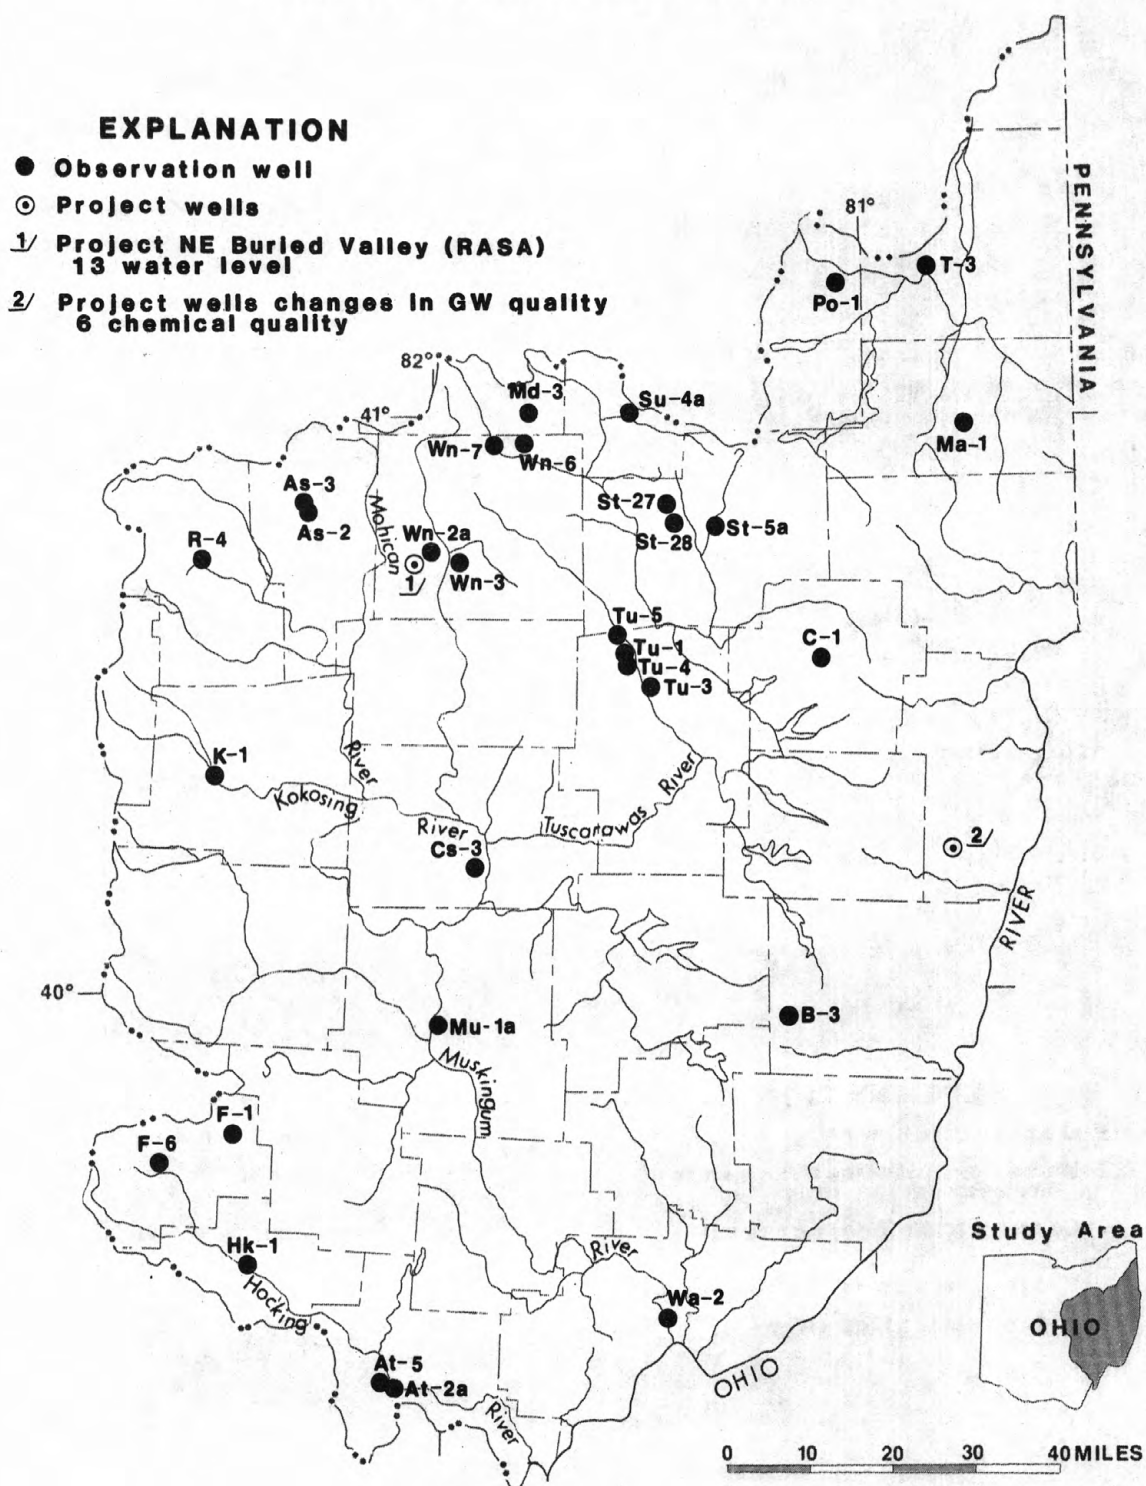 EXPLANATION
Observation well
Project wells
1/ Project NE Buried Valley (RASA)
13 water level
2/ Project wells changes in GW quality
6 chemical quality
PENNSYLVANIA
81°
T-3
Po-1
82°
Md-3
Su-4a
41°
Ma-1
Wn-7
Wn-6
As-3
As-2
St-27
St-28
St-5a
Mohican
R-4
Wn-2a
1/
Wn-3
Tu-5
Tu-1
Tu-4
Tu-3
C-1
K-1
River
Kokosing
River
Tuscarawas
River
Cs-3
2/
RIVER
40°
B-3
Mu-1a
Muskingum
F-1
F-6
Study Area
Hk-1
River
Hocking
Wa-2
OHIO
OHIO
At-5
At-2a
River
0 10 20 30 40 MILES